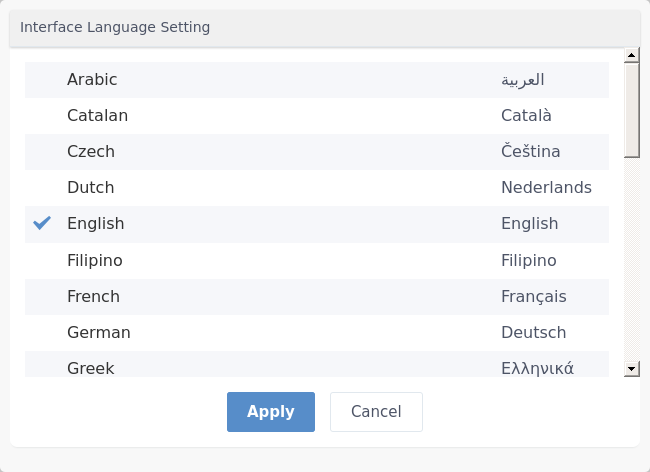 Interface Language Setting
Arabic العربية
Catalan Català
Czech Čeština
Dutch Nederlands
English English
Filipino Filipino
French Français
German Deutsch
Greek Ελληνικά
Apply Cancel